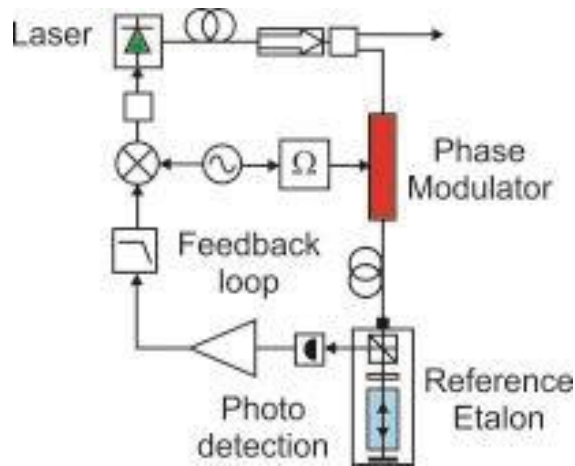 Laser
Phase
Modulator
Ω
Feedback
loop
Reference
Etalon
Photo
detection